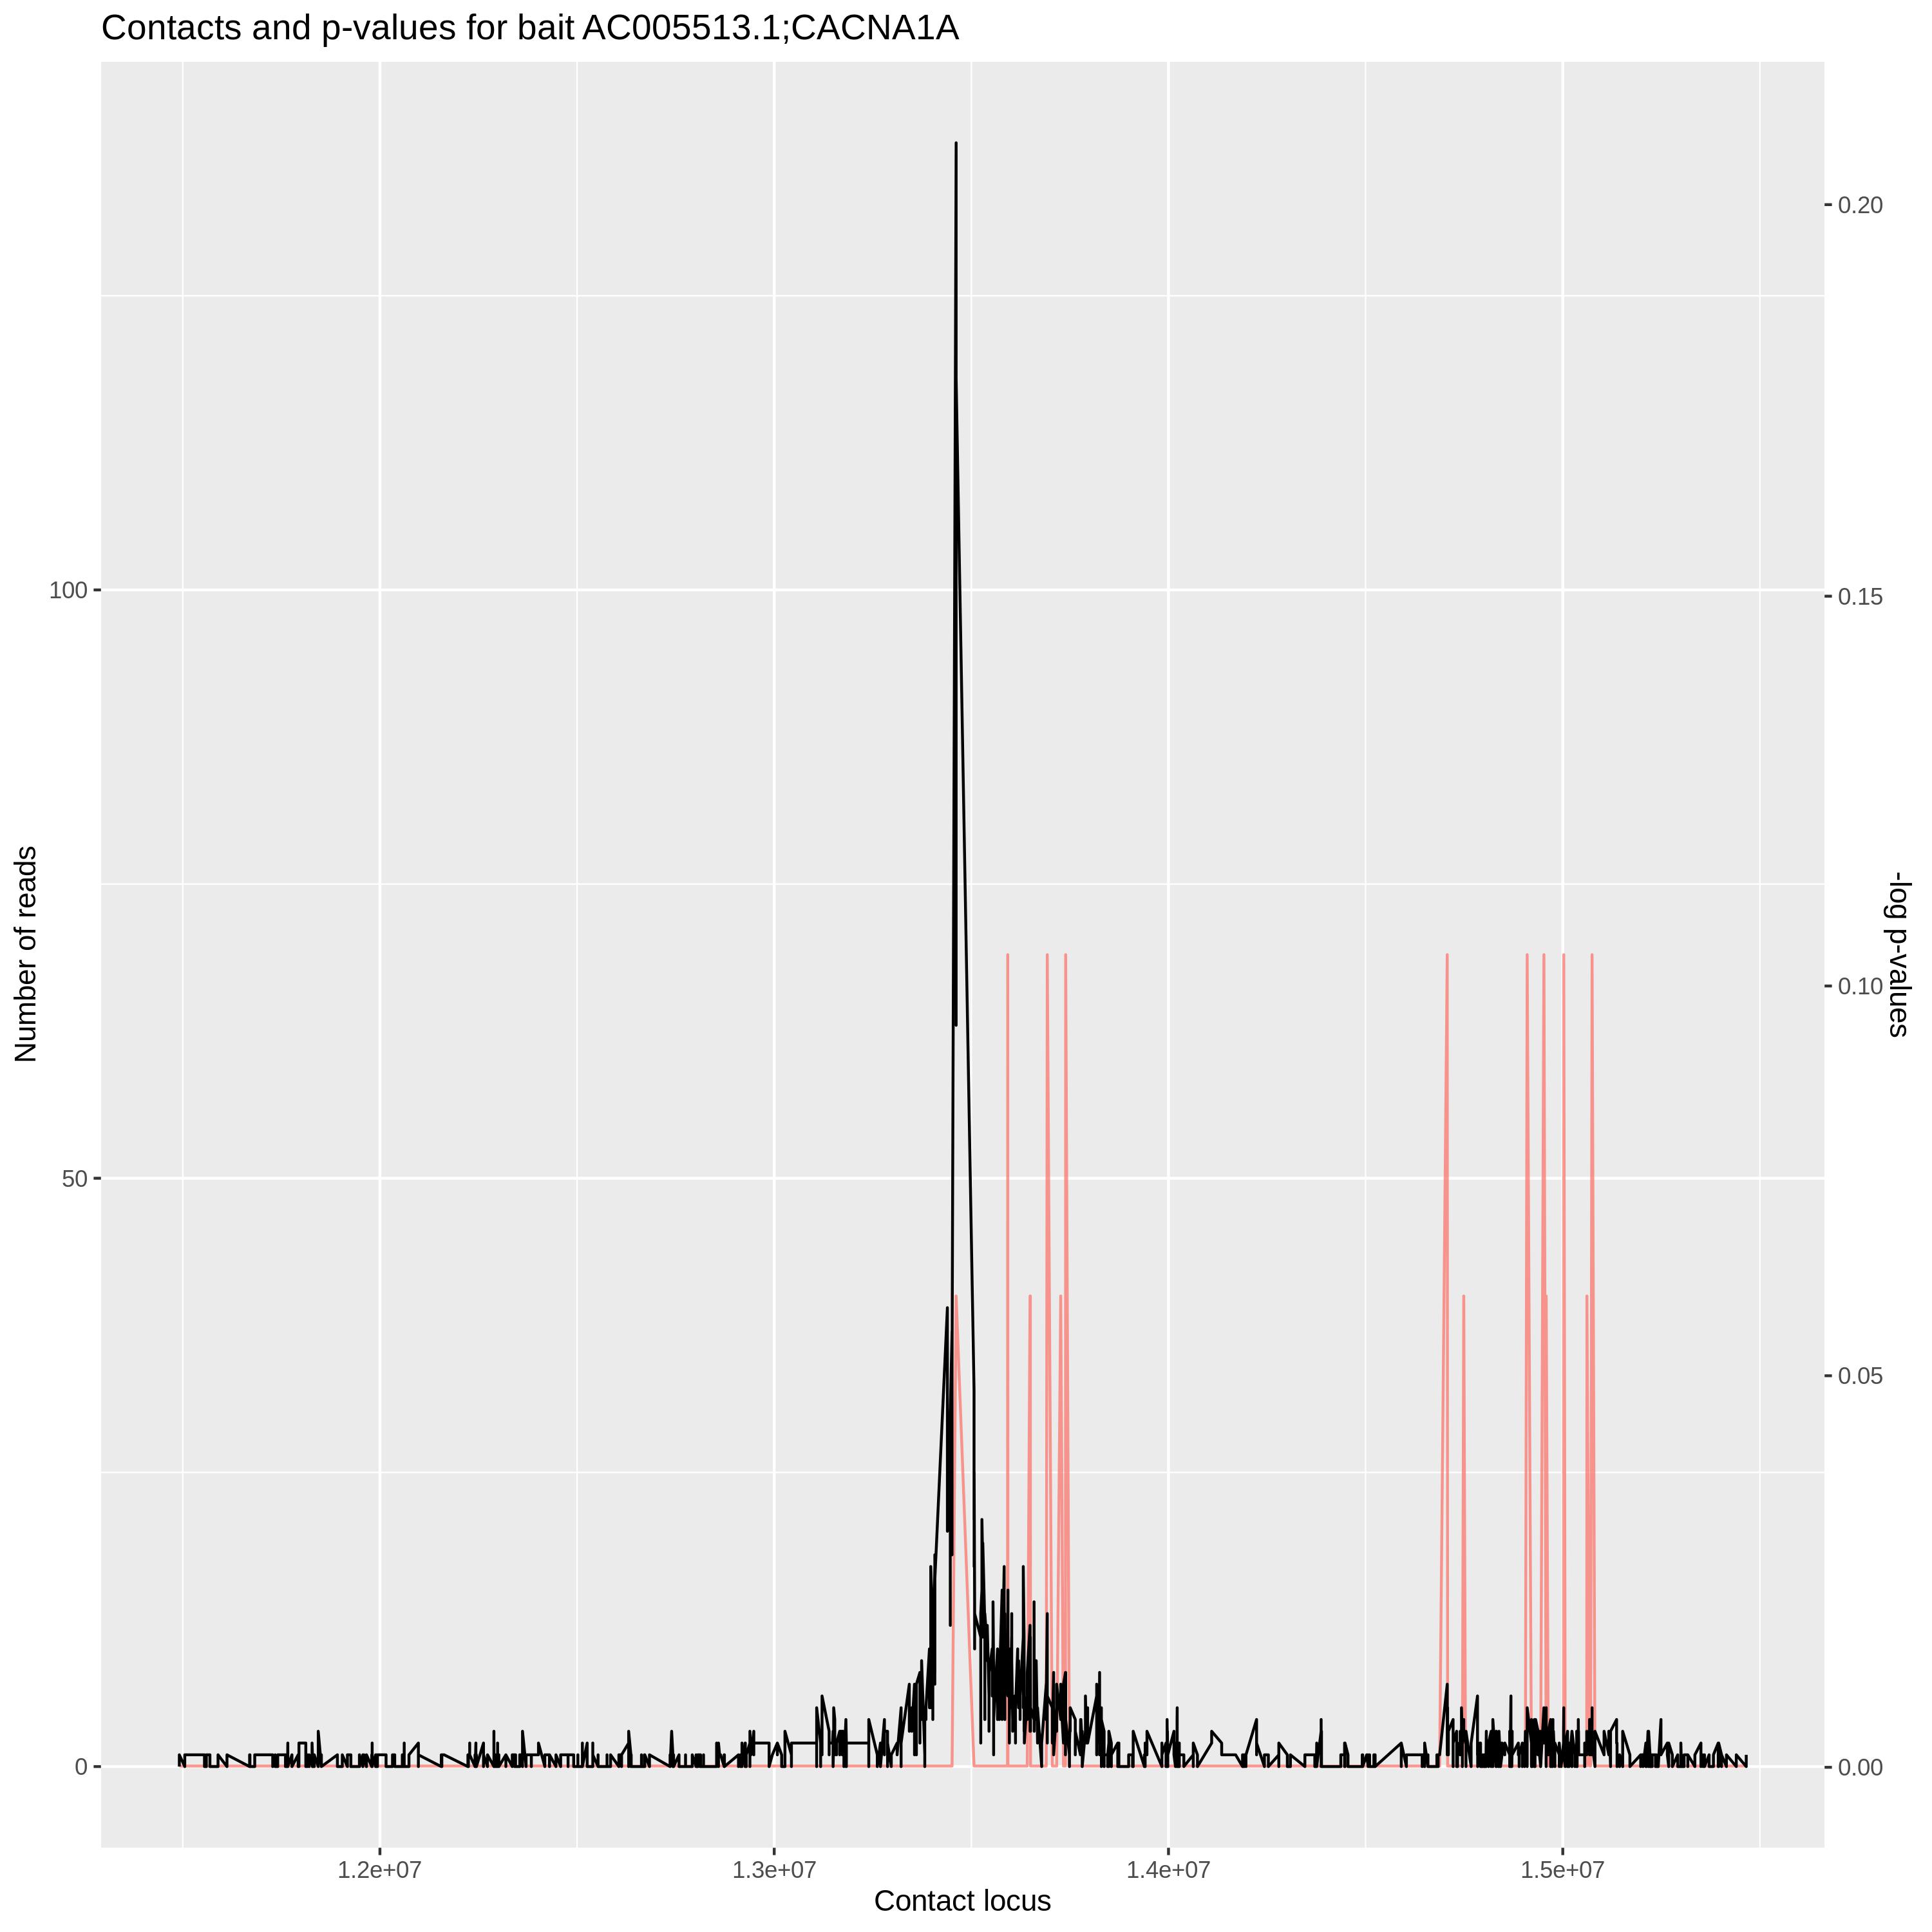 Contacts and p-values for bait AC005513.1;CACNA1A
0.20
100
0.15
Number of reads
-log p-values
0.10
50
0.05
0
0.00
1.2e+07
1.3e+07
1.4e+07
1.5e+07
Contact locus